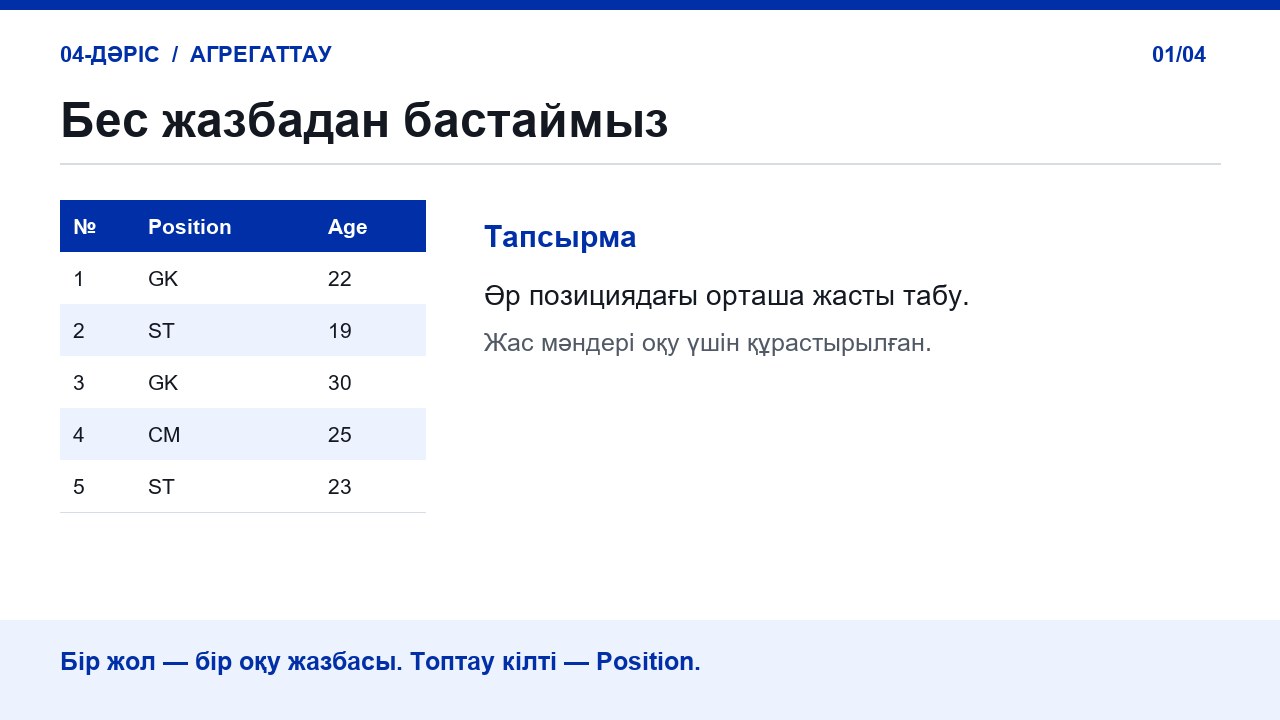 04-ДӘРІС / АГРЕГАТТАУ
01/04
Бес жазбадан бастаймыз
№ Position Age
1 GK 22
2 ST 19
3 GK 30
4 CM 25
5 ST 23
Тапсырма
Әр позициядағы орташа жасты табу.
Жас мәндері оқу үшін құрастырылған.
Бір жол — бір оқу жазбасы. Топтау кілті — Position.